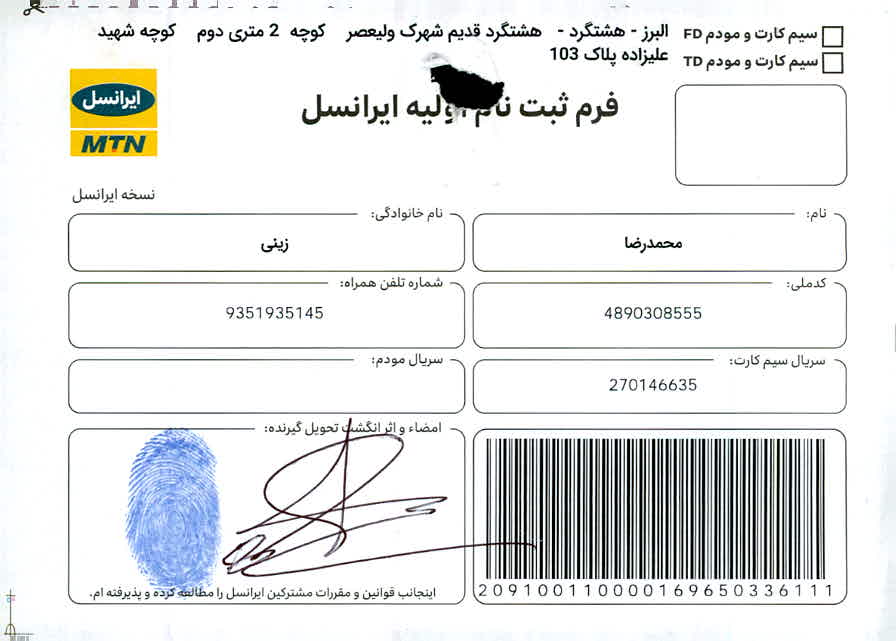 سیم کارت و مودم FD
سیم کارت و مودم TD
البرز - هشتگرد - هشتگرد قدیم شهرک ولیعصر کوچه 2 متری دوم کوچه شهید
علیزاده پلاک 103
ایرانسل
MTN
فرم ثبت نام اولیه ایرانسل
نسخه ایرانسل
نام:
محمدرضا
نام خانوادگی:
زینی
کدملی:
4890308555
شماره تلفن همراه:
9351935145
سریال سیم کارت:
270146635
سریال مودم:
امضاء و اثر انگشت تحویل گیرنده:
اینجانب قوانین و مقررات مشترکین ایرانسل را مطالعه کرده و پذیرفته ام.
209100110000169650336111